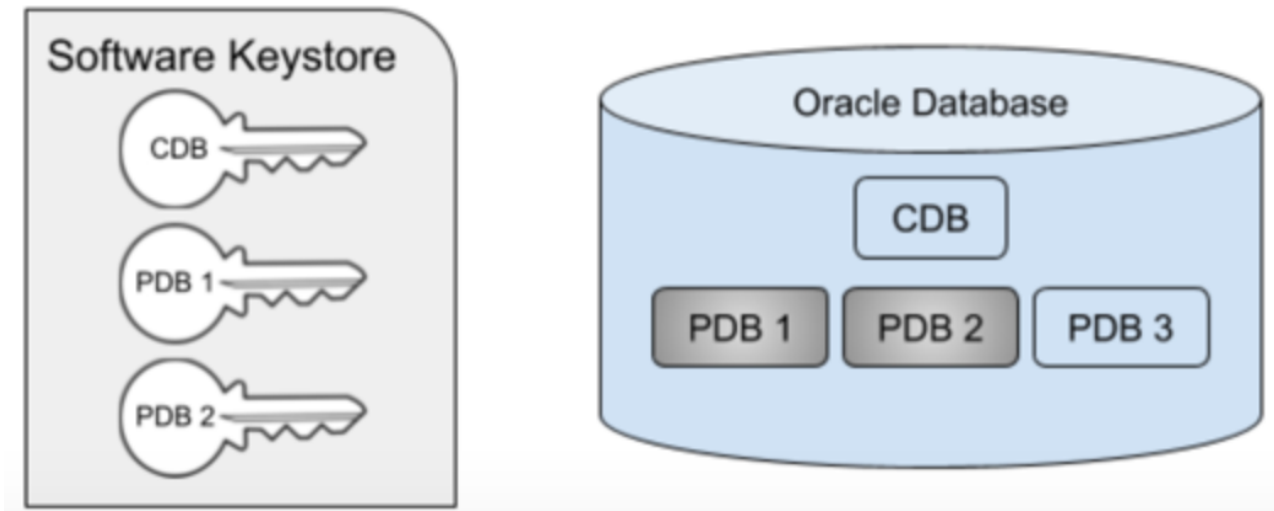 Software Keystore
CDB
PDB 1
PDB 2
Oracle Database
CDB
PDB 1
PDB 2
PDB 3